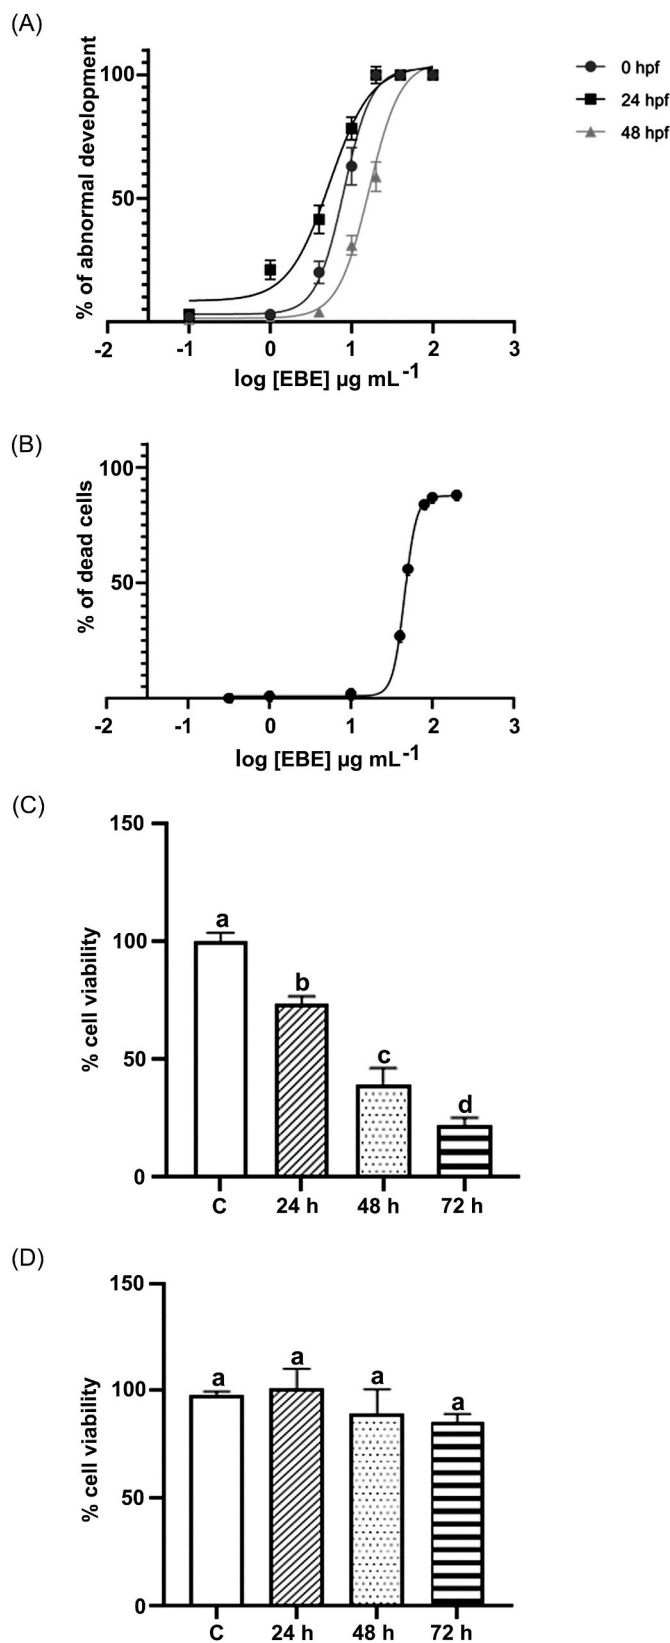 (A)
% of abnormal development
100
50
-2 -1 0 1 2 3
log [EBE] µg mL-1
0 hpf
24 hpf
48 hpf
(B)
% of dead cells
100
50
-2 -1 0 1 2 3
log [EBE] µg mL-1
(C)
% cell viability
150
100
50
0
a
b
c
d
C 24 h 48 h 72 h
(D)
% cell viability
150
100
50
0
a a a a
C 24 h 48 h 72 h